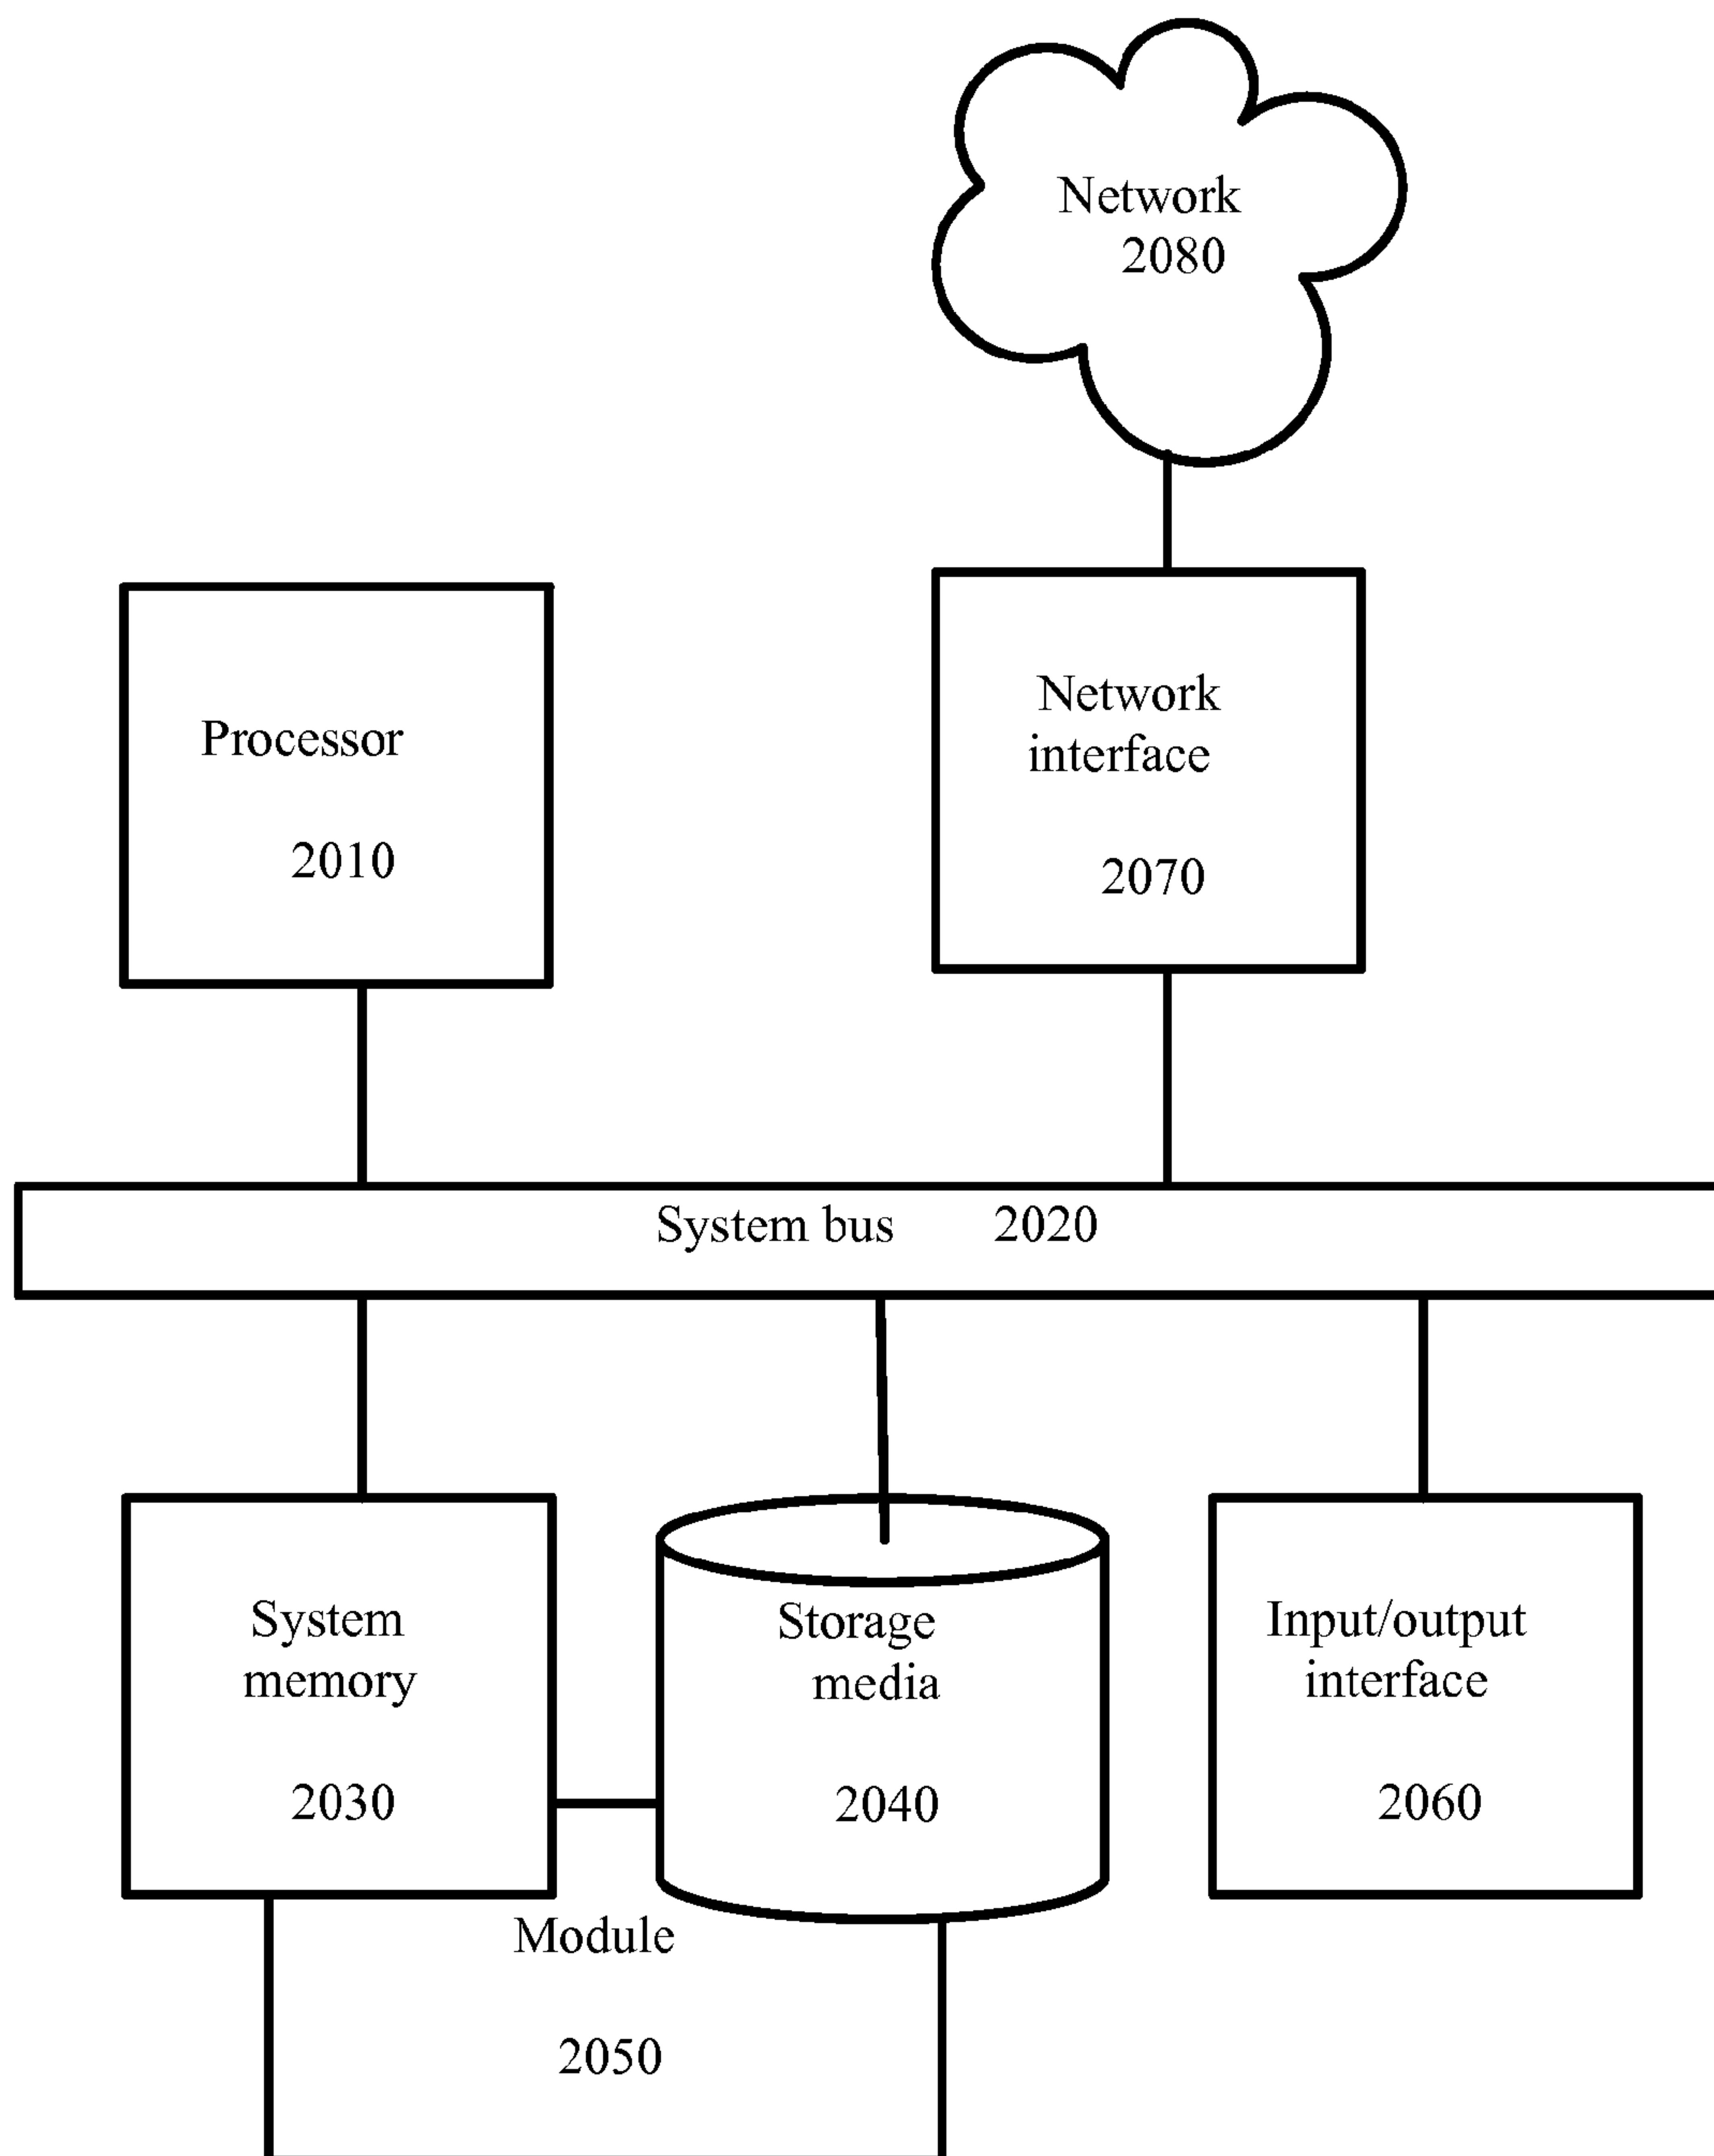 Network
2080
Processor
2010
Network
interface
2070
System bus 2020
System
memory
2030
Storage
media
2040
Input/output
interface
2060
Module
2050